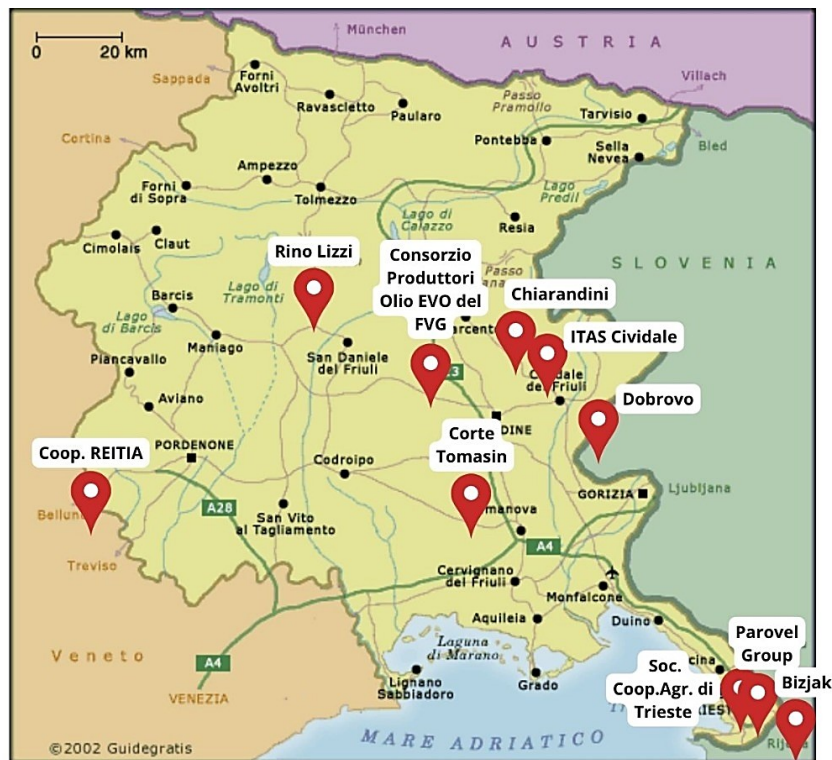 0 20 km
München
AUSTRIA
Sappada
Forni
Avoltri
Ravascletto
Paularo
Passo
Pramollo
Villach
Tarvisio
Cortina
Pontebba
Sella
Nevea
Bled
Ampezzo
Forni
di Sopra
Tolmezzo
Lago
Predil
Lago di
Cavazzo
Resia
Cimolais
Claut
Rino Lizzi
Consorzio
Produttori
Olio EVO del
FVG
Passo
SLOVENIA
Lago di
Tramonti
Chiarandini
Barcis
Lago
di Barcis
Maniago
San Daniele
del Friuli
ITAS Cividale
Piancavallo
del Friuli
Aviano
Dobrovo
Coop. REITIA
PORDENONE
Corte
Tomasin
Codroipo
GORIZIA
Ljubljana
A28
San Vito
al Tagliamento
A4
Treviso
Cervignano
del Friuli
Monfalcone
Aquileia
Duino
Veneto
Laguna
di Marano
Parovel
Group
A4
VENEZIA
Lignano
Sabbiadoro
Grado
Soc.
Coop.Agr. di
Trieste
Bizjak
MARE ADRIATICO
©2002 Guidegratis